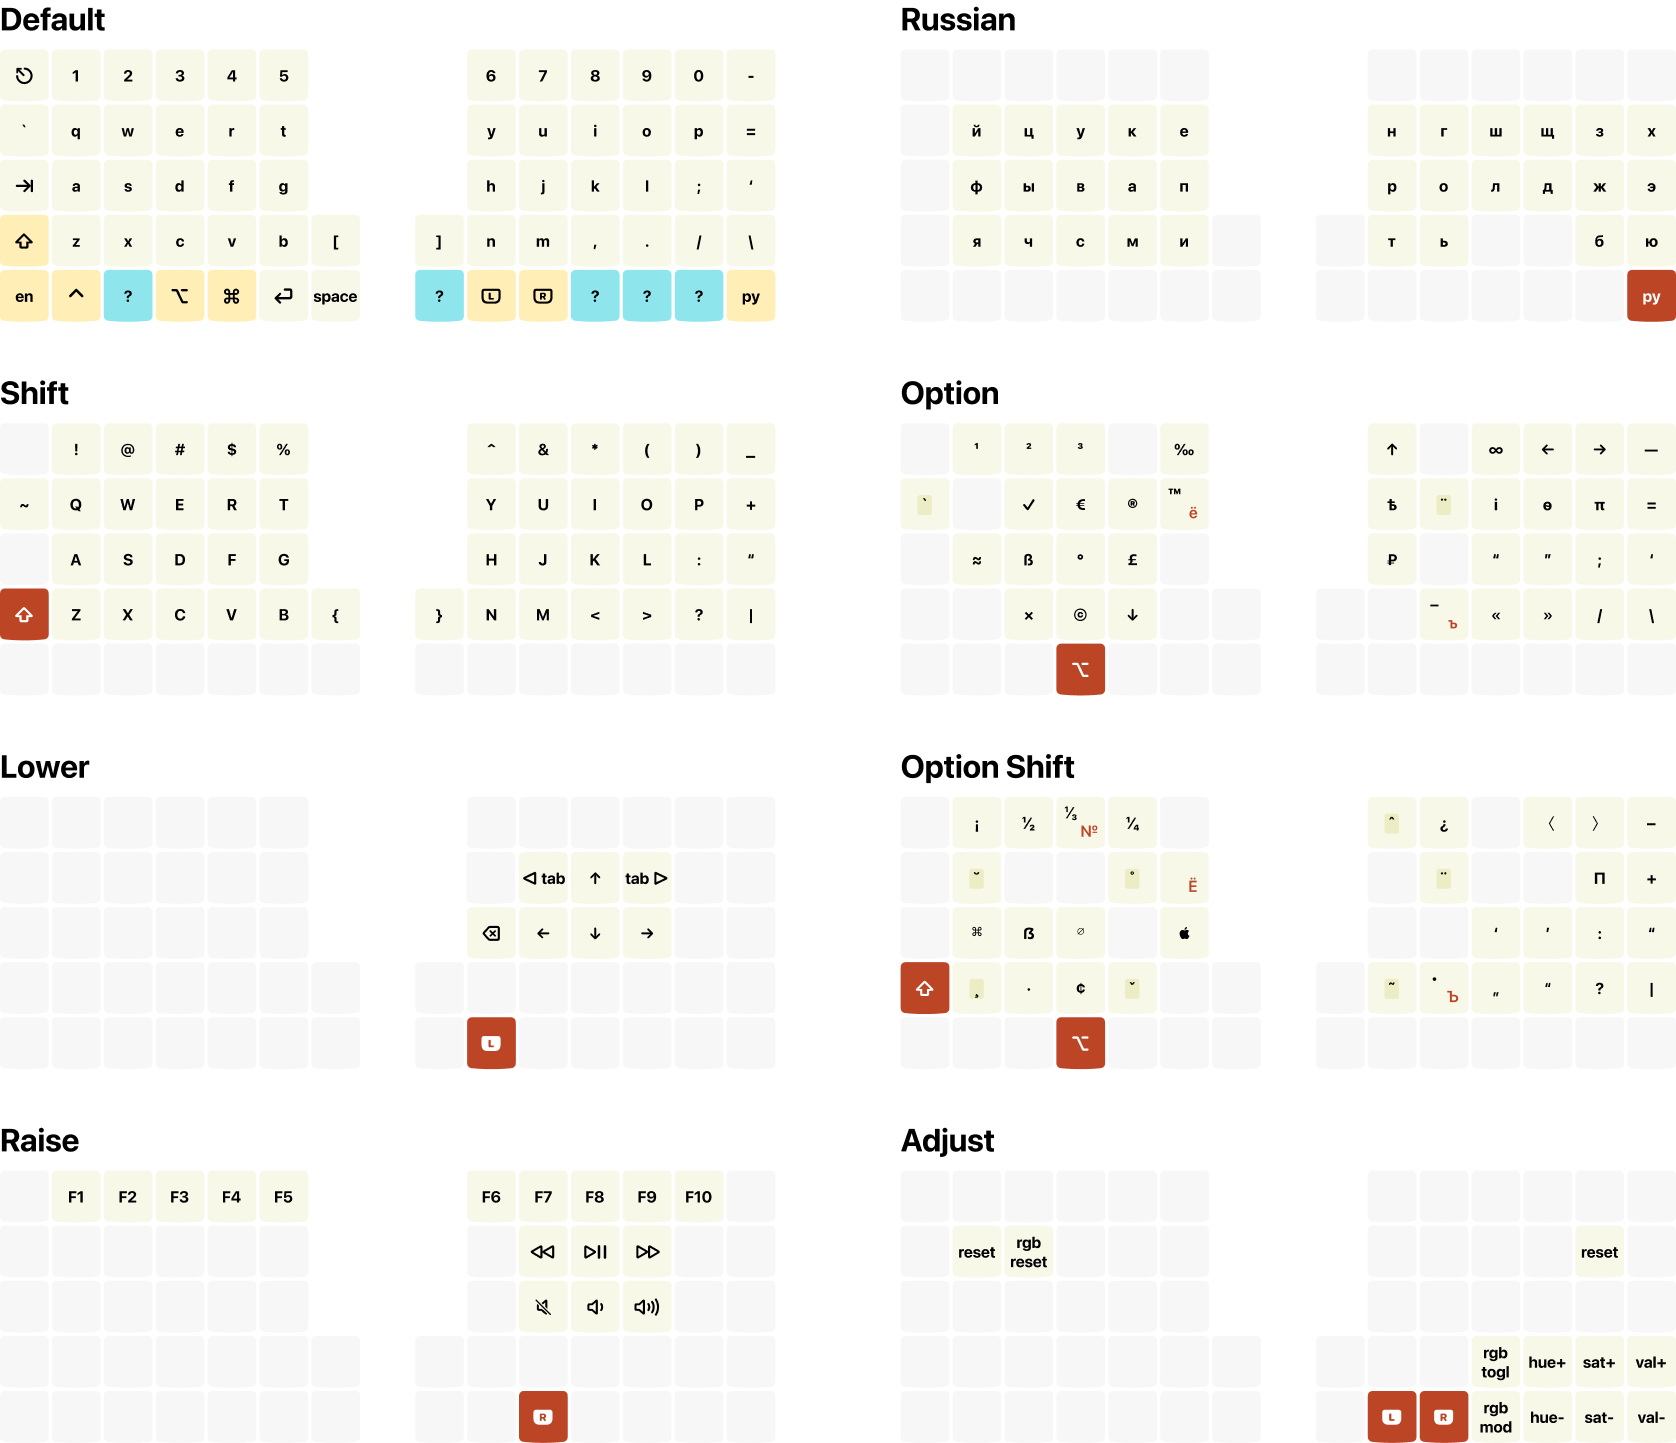 Default
Russian
⎋ 1 2 3 4 5 6 7 8 9 0 -
` q w e r t y u i o p =
й ц у к е н г ш щ з х
⇥ a s d f g h j k l ; ‘
ф ы в а п р о л д ж э
⇧ z x c v b [ ] n m , . / \
я ч с м и т ь б ю
en ^ ? ⌥ ⌘ ↩ space ? L R ? ? ? ру
ру
Shift
Option
! @ # $ % ^ & * ( ) _
¹ ² ³ ‰ ↑ ∞ ← → —
~ Q W E R T Y U I O P +
` ✓ € ® ™ ё ѣ ¨ і ѳ π =
A S D F G H J K L : “
≈ ß ° £ ₽ “ ” ; ‘
⇧ Z X C V B { } N M < > ? |
× © ↓ – ъ « » / \
⌥
Lower
Option Shift
¡ ½ ⅓ № ¼ ˆ ¿ 〈 〉 –
◁ tab ↑ tab ▷
˘ ˚ Ё ¨ Π +
⌫ ← ↓ →
⌘ ẞ ∅  ‘ ’ : “
⇧ ¸ · ¢ ˇ ˜ • Ъ „ “ ? |
L
⌥
Raise
Adjust
F1 F2 F3 F4 F5 F6 F7 F8 F9 F10
reset rgb reset reset
rgb togl hue+ sat+ val+
R
L R rgb mod hue- sat- val-